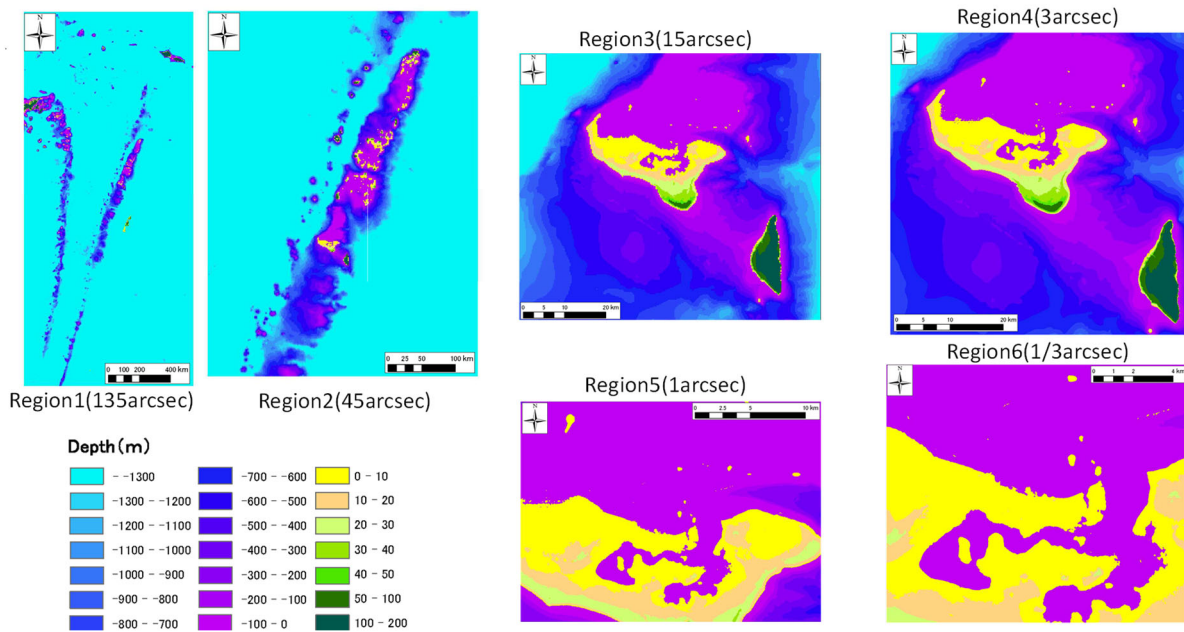 N
0 100 200 400 km
Region1(135arcsec)
N
0 25 50 100 km
Region2(45arcsec)
Region3(15arcsec)
N
0 5 10 20 km
Region4(3arcsec)
N
0 5 10 20 km
Region5(1arcsec)
N
0 2.5 5 10 km
Region6(1/3arcsec)
N
0 1 2 4 km
Depth(m)
- -1300
-1300 - -1200
-1200 - -1100
-1100 - -1000
-1000 - -900
-900 - -800
-800 - -700
-700 - -600
-600 - -500
-500 - -400
-400 - -300
-300 - -200
-200 - -100
-100 - 0
0 - 10
10 - 20
20 - 30
30 - 40
40 - 50
50 - 100
100 - 200